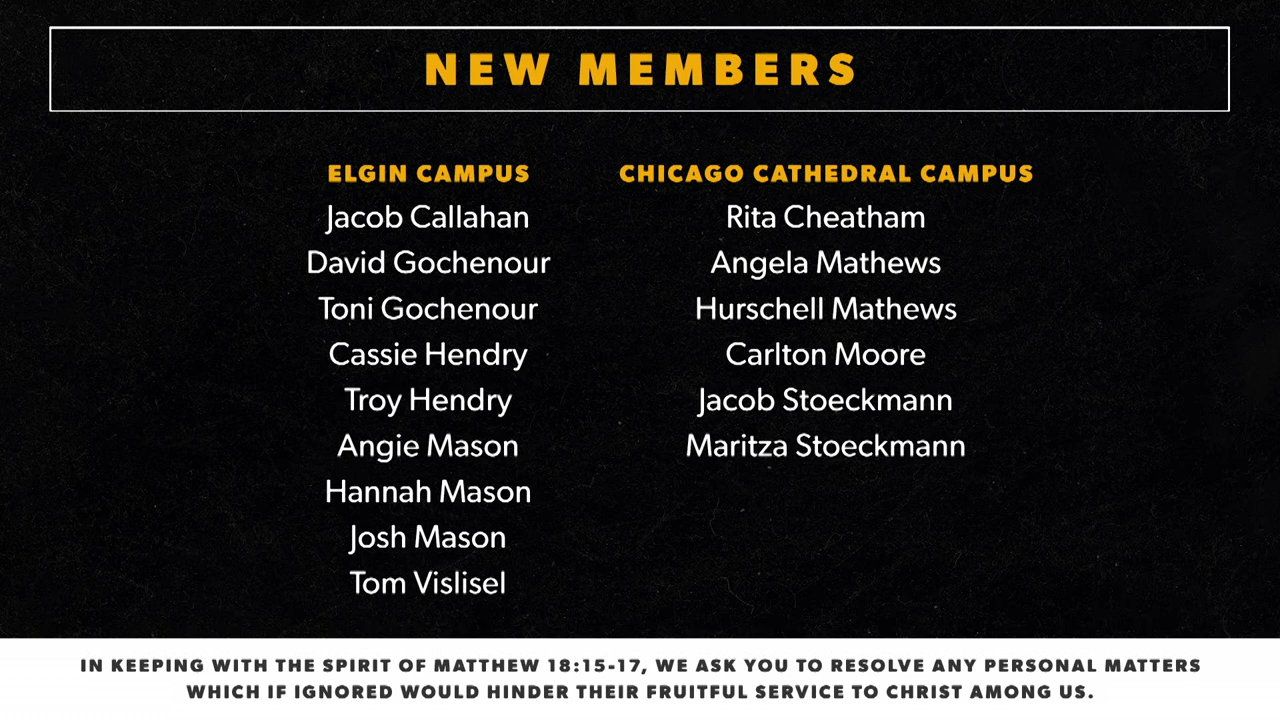 NEW MEMBERS
ELGIN CAMPUS
Jacob Callahan
David Gochenour
Toni Gochenour
Cassie Hendry
Troy Hendry
Angie Mason
Hannah Mason
Josh Mason
Tom Vislisel
CHICAGO CATHEDRAL CAMPUS
Rita Cheatham
Angela Mathews
Hurschell Mathews
Carlton Moore
Jacob Stoeckmann
Maritza Stoeckmann
IN KEEPING WITH THE SPIRIT OF MATTHEW 18:15-17, WE ASK YOU TO RESOLVE ANY PERSONAL MATTERS
WHICH IF IGNORED WOULD HINDER THEIR FRUITFUL SERVICE TO CHRIST AMONG US.